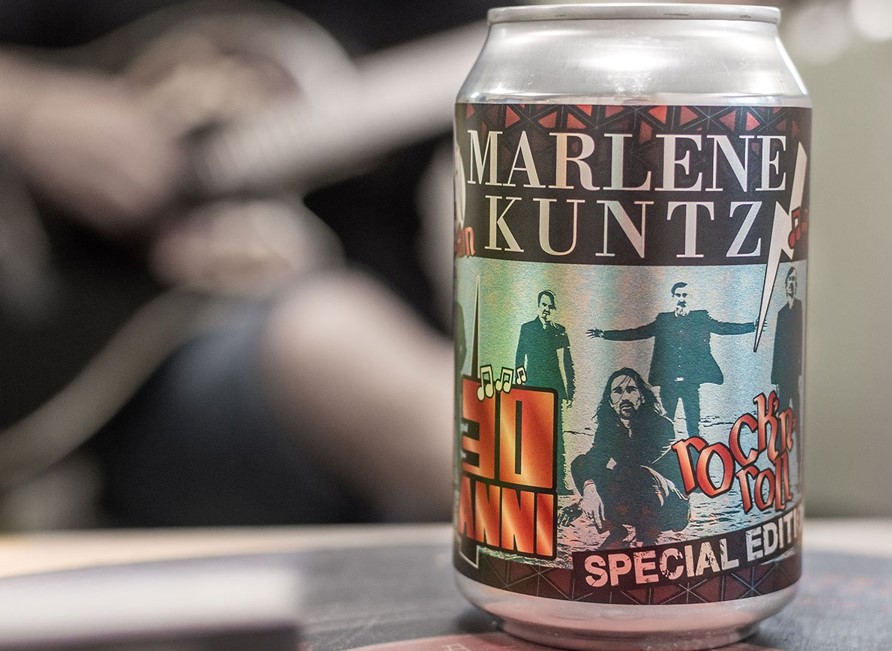 MARLENE
KUNTZ
30
ANNI
rock'n
roll
SPECIAL EDITI